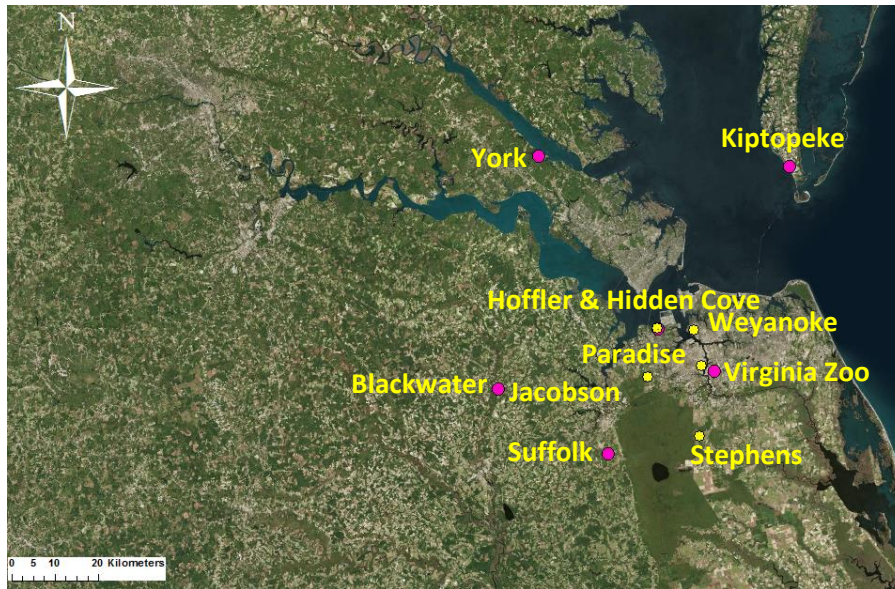 N
York
Kiptopeke
Hoffler & Hidden Cove
Weyanoke
Paradise
Virginia Zoo
Blackwater
Jacobson
Suffolk
Stephens
0 5 10 20 Kilometers